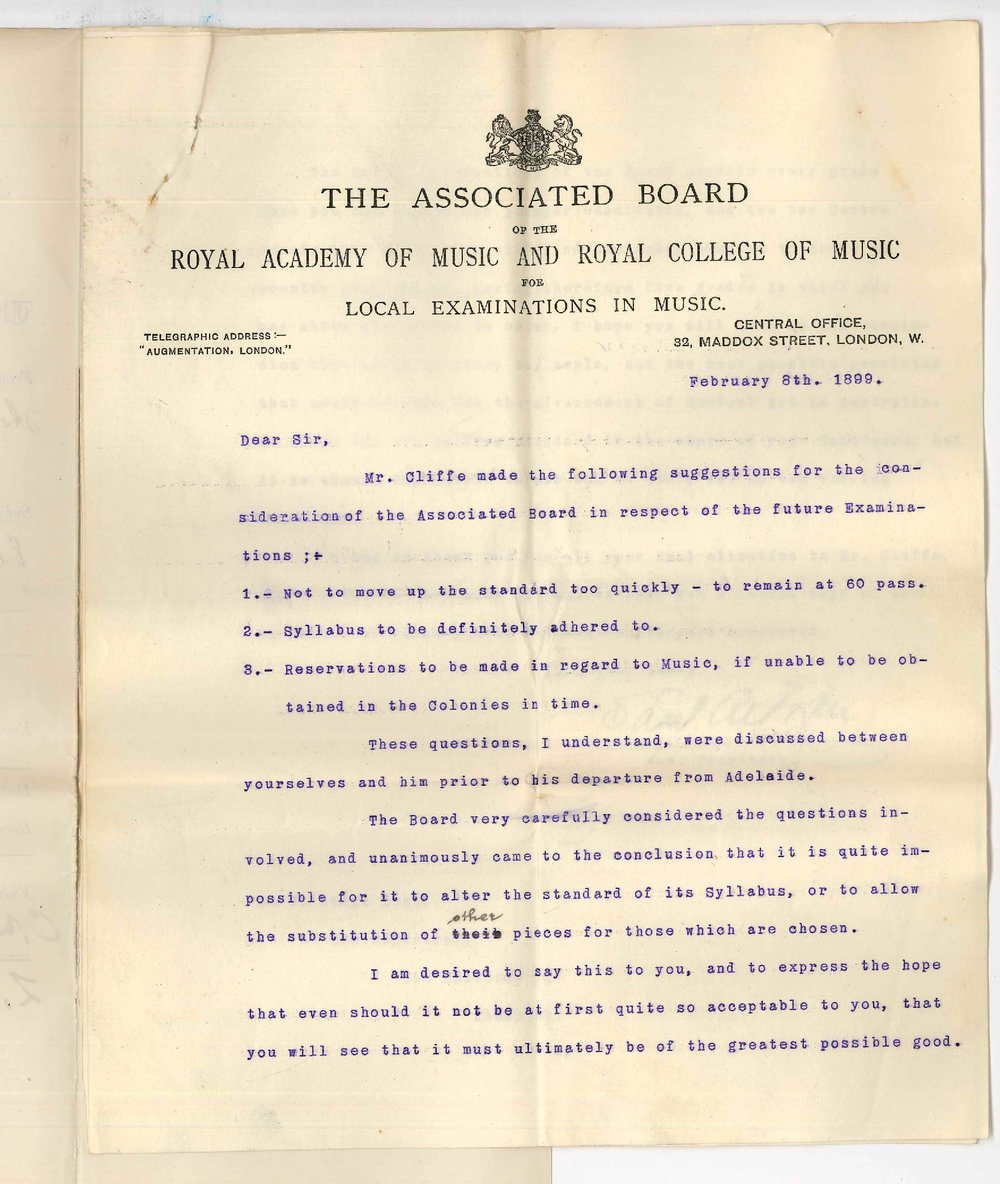 THE ASSOCIATED BOARD
OF THE
ROYAL ACADEMY OF MUSIC AND ROYAL COLLEGE OF MUSIC
FOR
LOCAL EXAMINATIONS IN MUSIC.
TELEGRAPHIC ADDRESS:—
"AUGMENTATION, LONDON."
CENTRAL OFFICE,
32, MADDOX STREET, LONDON, W.
February 8th. 1899.
Dear Sir,
Mr. Cliffe made the following suggestions for the con-
sideration of the Associated Board in respect of the future Examina-
tions ;-
1.- Not to move up the standard too quickly - to remain at 60 pass.
2.- Syllabus to be definitely adhered to.
3.- Reservations to be made in regard to Music, if unable to be ob-
tained in the Colonies in time.
These questions, I understand, were discussed between
yourselves and him prior to his departure from Adelaide.
The Board very carefully considered the questions in-
volved, and unanimously came to the conclusion that it is quite im-
possible for it to alter the standard of its Syllabus, or to allow
other
the substitution of their pieces for those which are chosen.
I am desired to say this to you, and to express the hope
that even should it not be at first quite so acceptable to you, that
you will see that it must ultimately be of the greatest possible good.